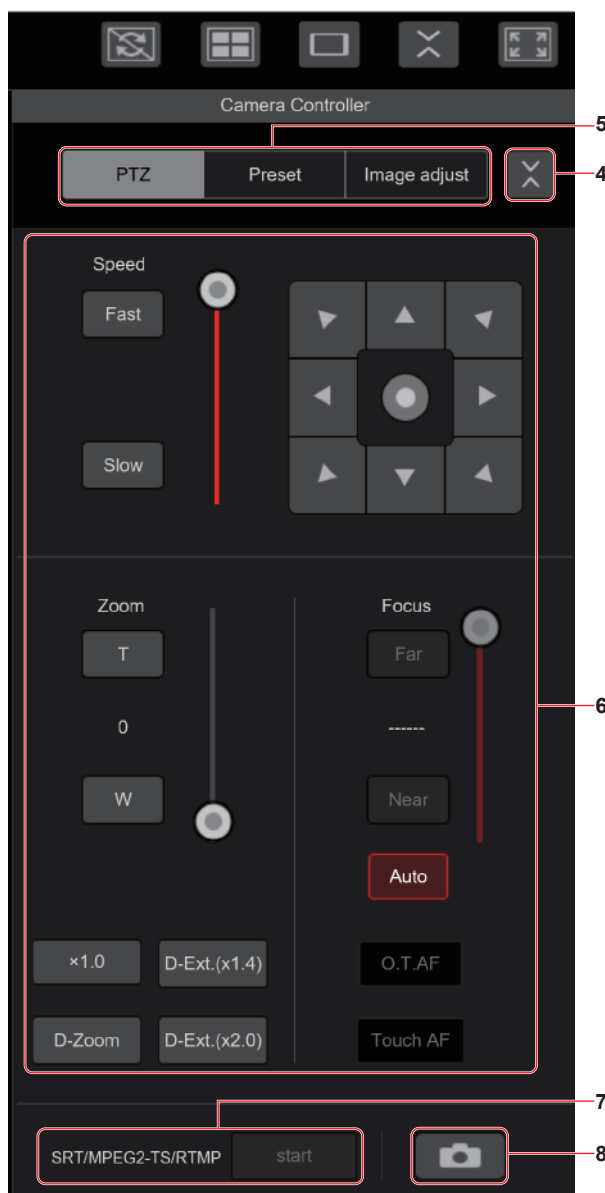 Camera Controller
5
PTZ Preset Image adjust
4
Speed
Fast
Slow
Zoom Focus
T Far
0 ------
6
W Near
Auto
×1.0 D-Ext.(x1.4) O.T.AF
D-Zoom D-Ext.(x2.0) Touch AF
7
SRT/MPEG2-TS/RTMP start
8